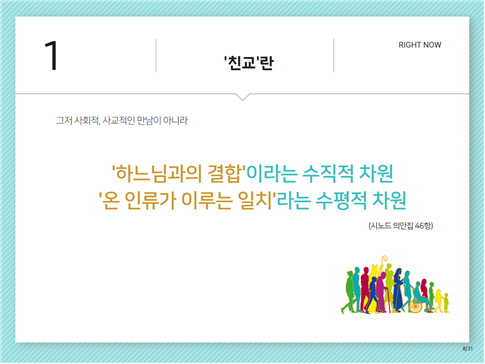 1
'친교'란
RIGHT NOW
그저 사회적, 사교적인 만남이 아니라
'하느님과의 결합'이라는 수직적 차원
'온 인류가 이루는 일치'라는 수평적 차원
(시노드 의안집 46항)
8/31